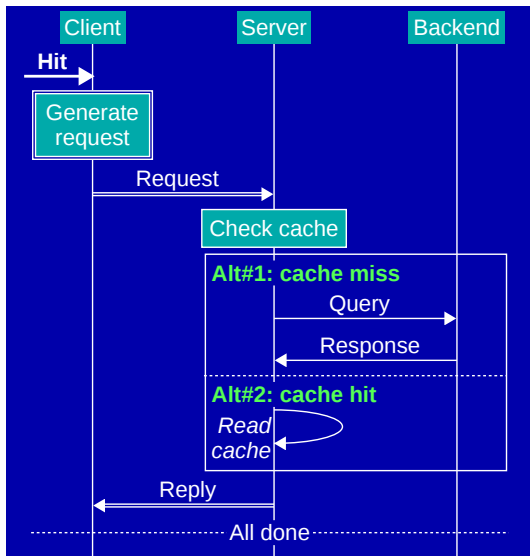 Client Server Backend
Hit
Generate
request
Request
Check cache
Alt#1: cache miss
Query
Response
Alt#2: cache hit
Read
cache
Reply
All done